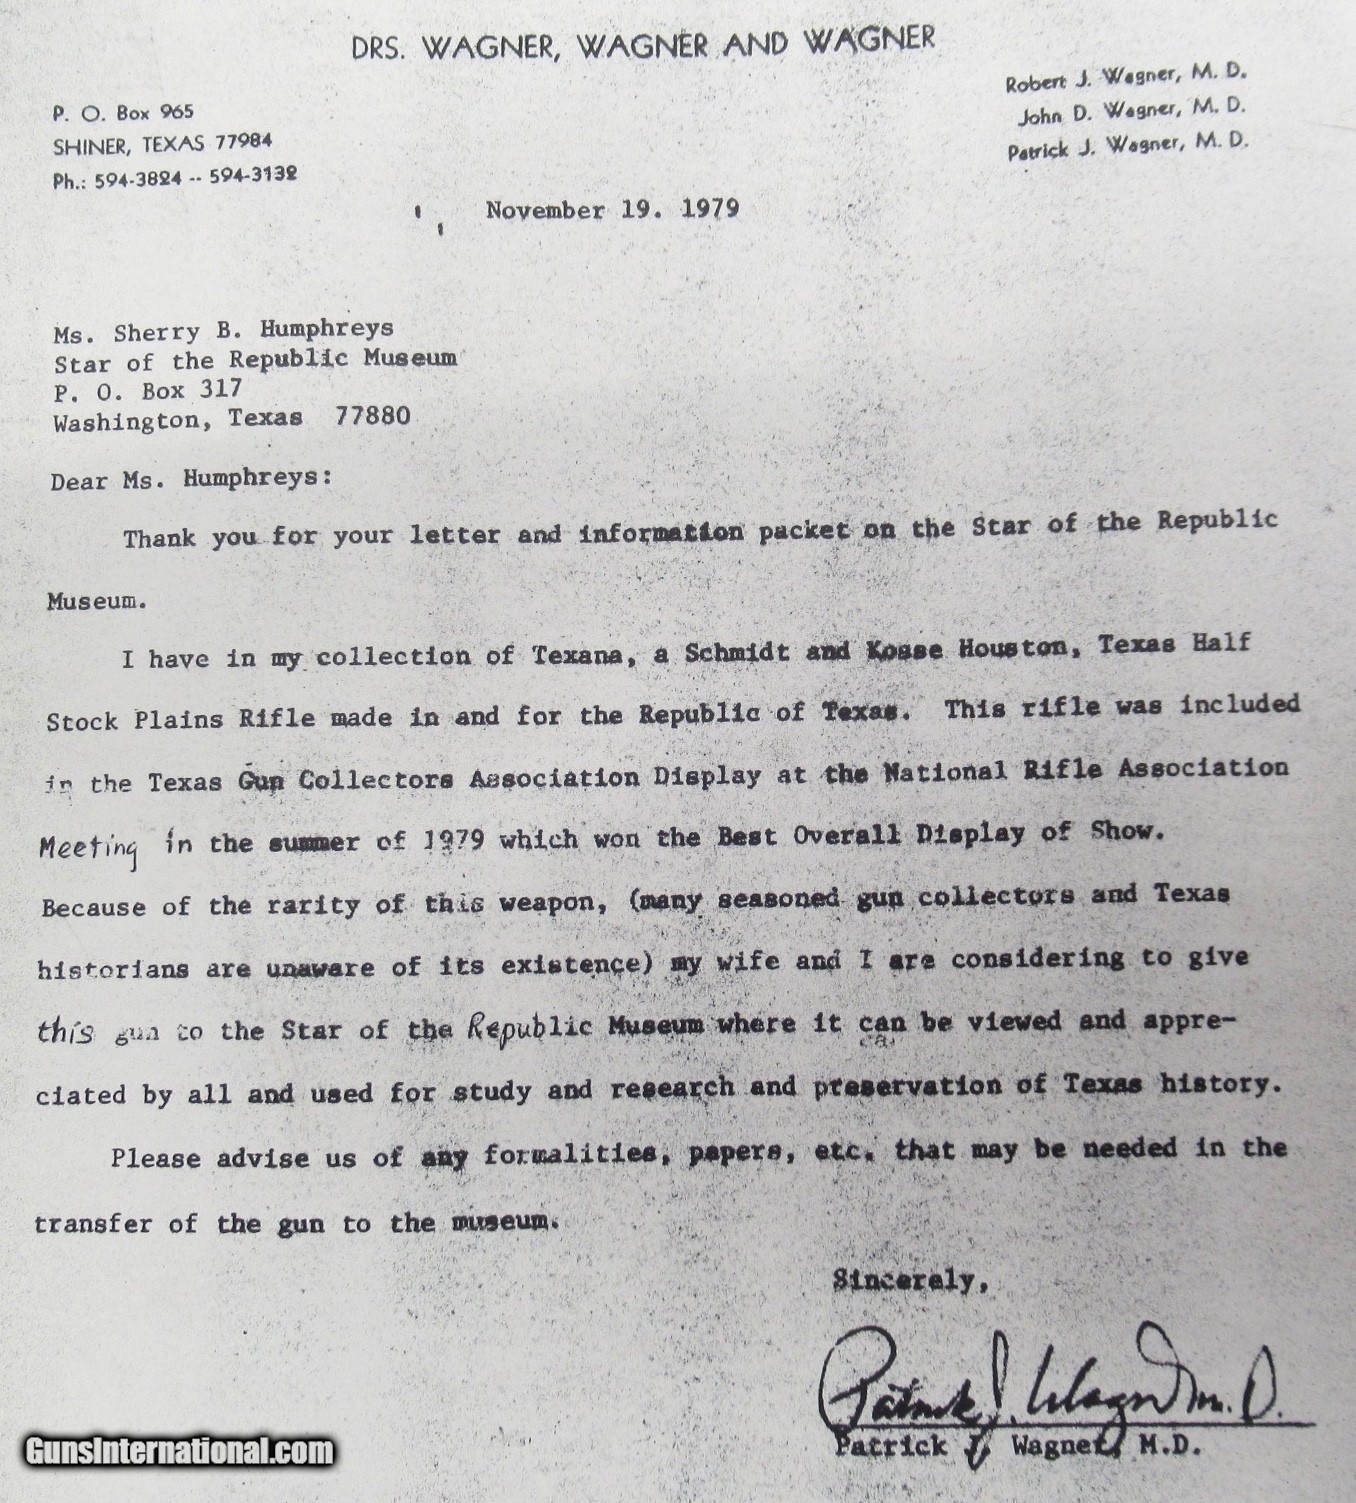 DRS. WAGNER, WAGNER AND WAGNER
Robert J. Wagner, M. D.
John D. Wagner, M. D.
Patrick J. Wagner, M. D.
P. O. Box 965
SHINER, TEXAS 77984
Ph.: 594-3824 -- 594-3132
November 19. 1979
Ms. Sherry B. Humphreys
Star of the Republic Museum
P. O. Box 317
Washington, Texas 77880
Dear Ms. Humphreys:
Thank you for your letter and information packet on the Star of the Republic
Museum.
I have in my collection of Texana, a Schmidt and Kosse Houston, Texas Half
Stock Plains Rifle made in and for the Republic of Texas. This rifle was included
in the Texas Gun Collectors Association Display at the National Rifle Association
Meeting in the summer of 1979 which won the Best Overall Display of Show.
Because of the rarity of this weapon, (many seasoned gun collectors and Texas
historians are unaware of its existence) my wife and I are considering to give
this gun to the Star of the Republic Museum where it can be viewed and appre-
ciated by all and used for study and research and preservation of Texas history.
Please advise us of any formalities, papers, etc. that may be needed in the
transfer of the gun to the museum.
Sincerely,
Patrick J. Wagner M. D.
Patrick J. Wagner, M.D.
GunsInternational.com